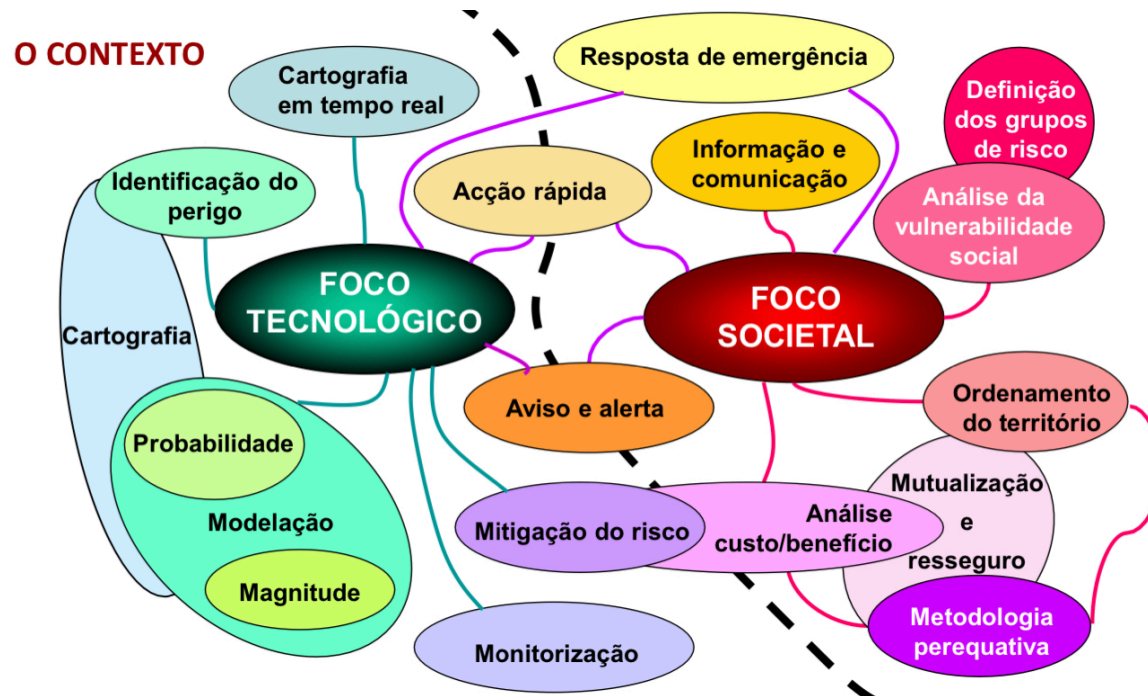 O CONTEXTO
Cartografia
em tempo real
Resposta de emergência
Definição
dos grupos
de risco
Identificação do
perigo
Acção rápida
Informação e
comunicação
Análise da
vulnerabilidade
social
FOCO
TECNOLÓGICO
FOCO
SOCIETAL
Cartografia
Aviso e alerta
Ordenamento
do território
Probabilidade
Modelação
Magnitude
Mitigação do risco
Análise
custo/benefício
Mutualização
e
resseguro
Monitorização
Metodologia
perequativa